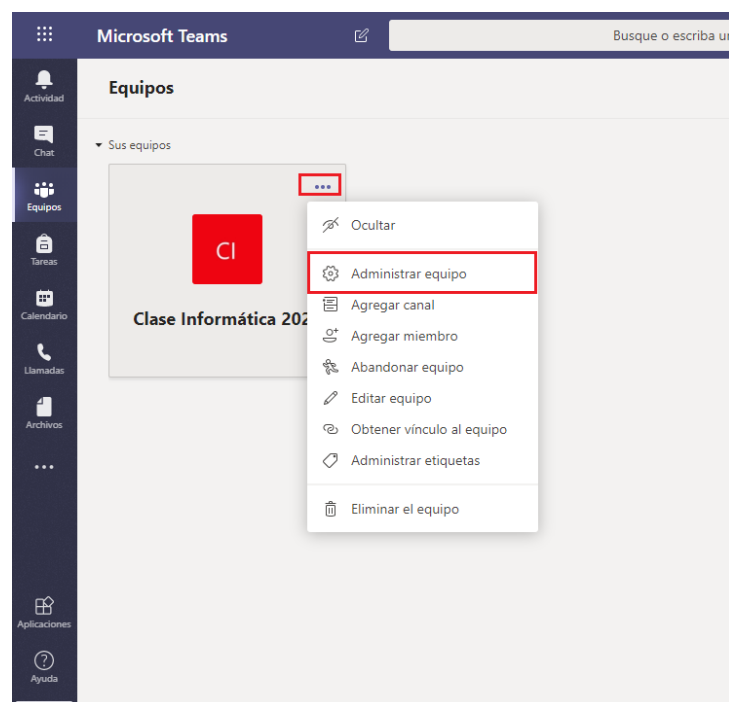 Microsoft Teams
Busque o escriba
Actividad
Chat
Equipos
Tareas
Calendario
Llamadas
Archivos
Aplicaciones
Ayuda
Equipos
Sus equipos
CI
Clase Informática
Ocultar
Administrar equipo
Agregar canal
Agregar miembro
Abandonar equipo
Editar equipo
Obtener vínculo al equipo
Administrar etiquetas
Eliminar el equipo